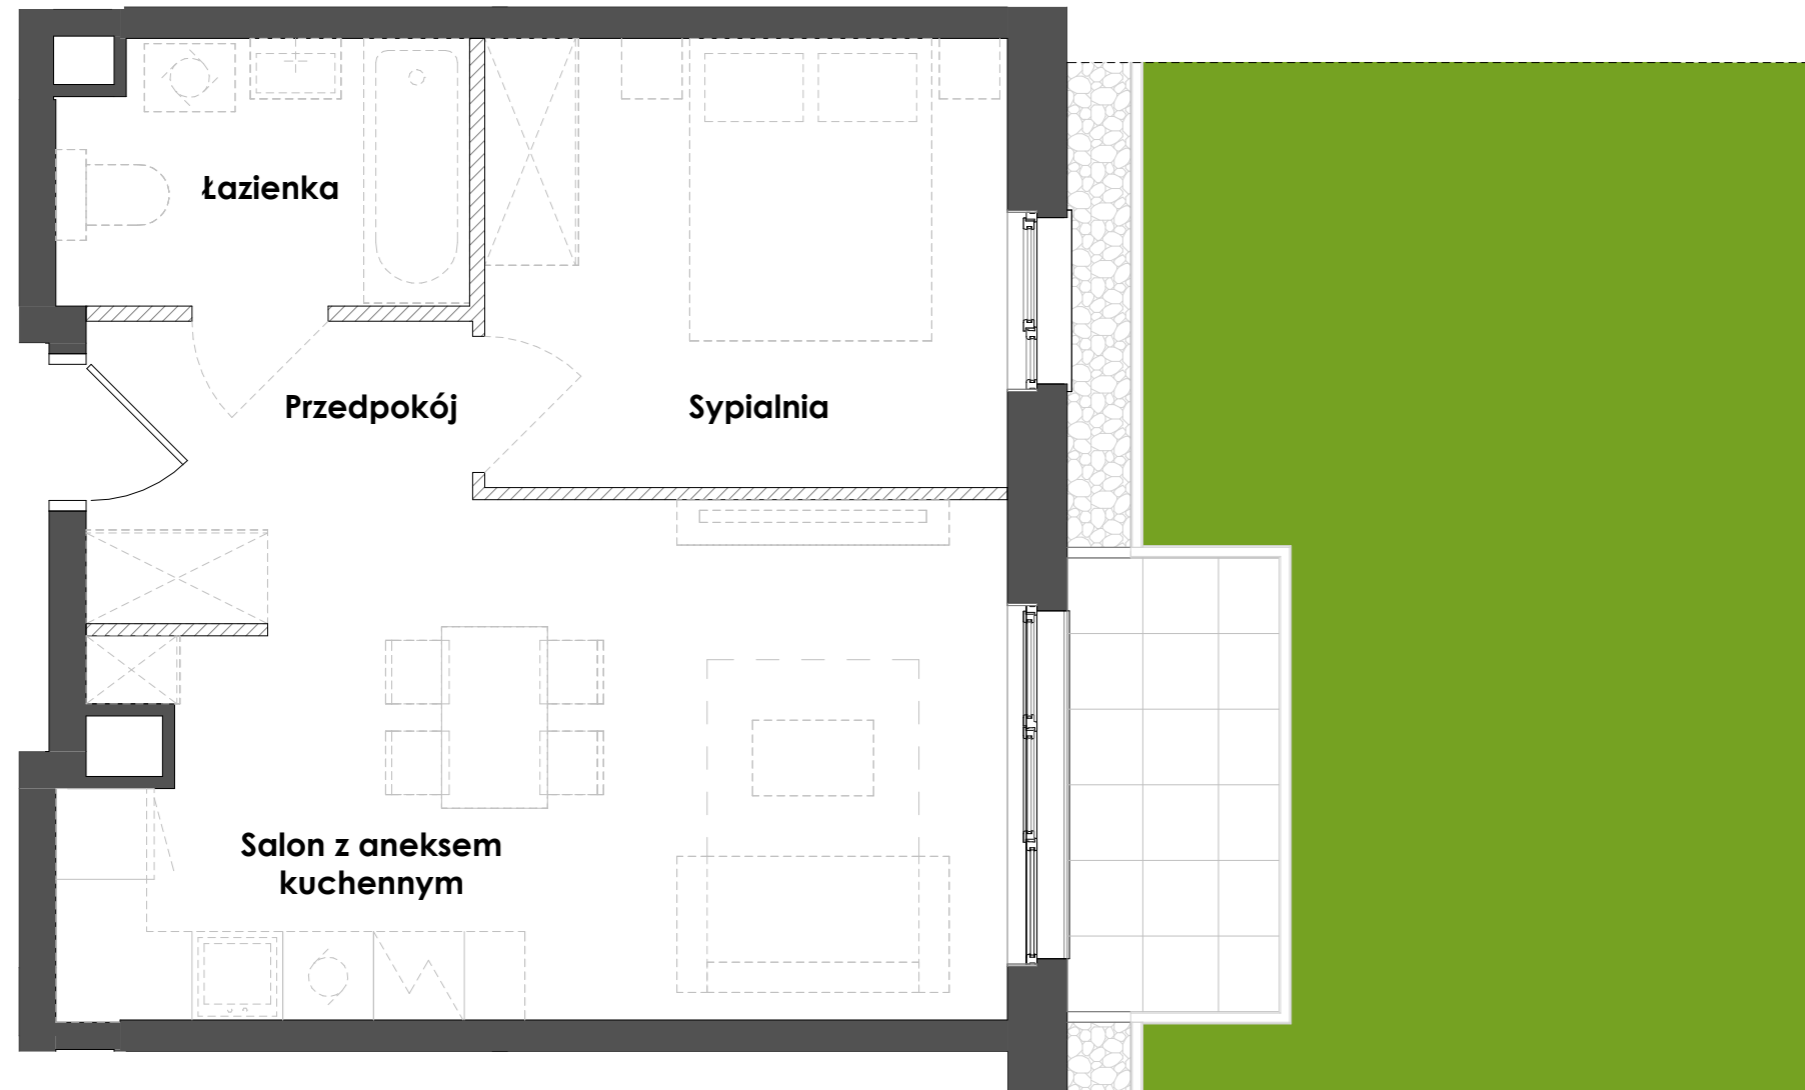 Łazienka
Przedpokój
Sypialnia
Salon z aneksem
kuchennym